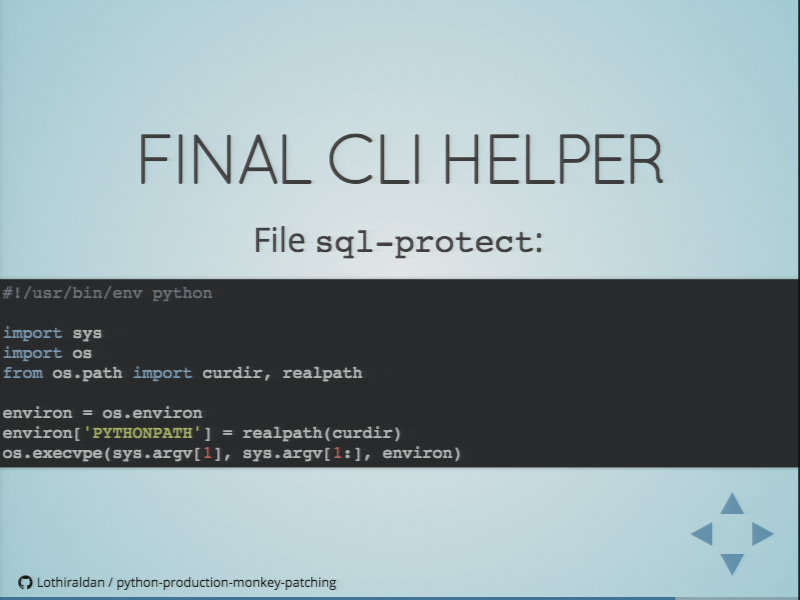 FINAL CLI HELPER
File sql-protect:
#!/usr/bin/env python
import sys
import os
from os.path import curdir, realpath
environ = os.environ
environ['PYTHONPATH'] = realpath(curdir)
os.execvpe(sys.argv[1], sys.argv[1:], environ)
Lothiraldan / python-production-monkey-patching